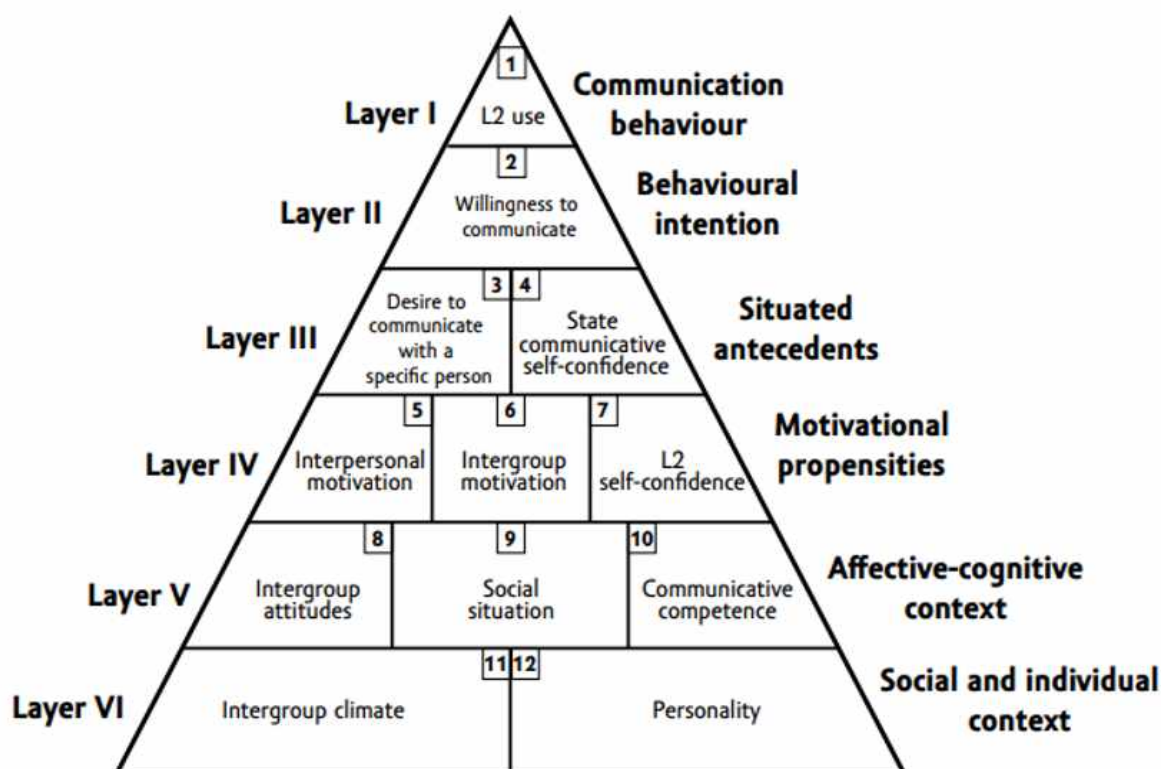 1
Layer I
L2 use
Communication
behaviour
2
Layer II
Willingness to
communicate
Behavioural
intention
3 4
Layer III
Desire to
communicate
with a
specific person
State
communicative
self-confidence
Situated
antecedents
5 6 7
Layer IV
Interpersonal
motivation
Intergroup
motivation
L2
self-confidence
Motivational
propensities
8 9 10
Layer V
Intergroup
attitudes
Social
situation
Communicative
competence
Affective-cognitive
context
11 12
Layer VI
Intergroup climate
Personality
Social and individual
context